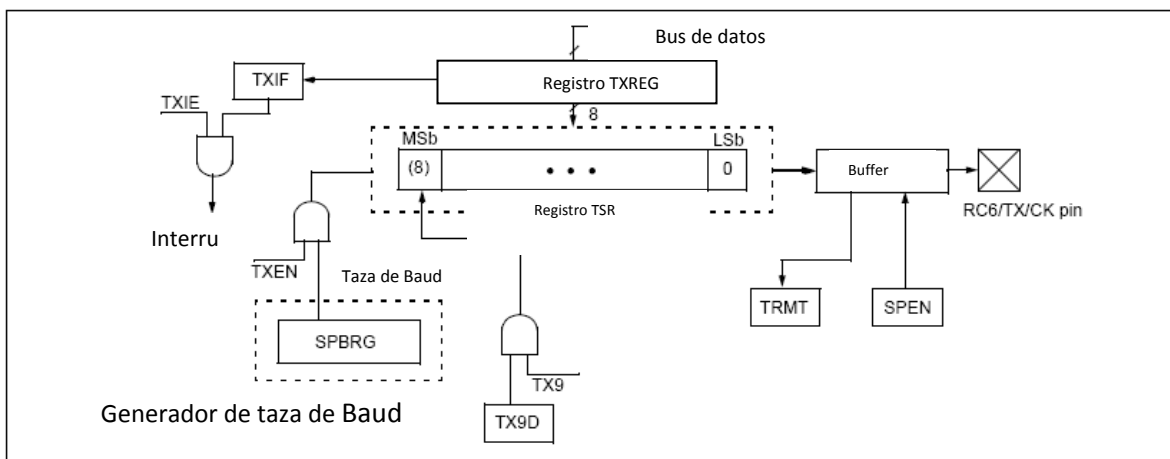 Bus de datos
TXIF
Registro TXREG
TXIE
8
MSb
LSb
(8)
• • •
0
Buffer
Registro TSR
RC6/TX/CK pin
Interru
TXEN
Taza de Baud
TRMT
SPEN
SPBRG
TX9
Generador de taza de Baud
TX9D